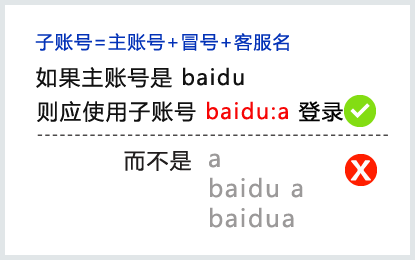 子账号=主账号+冒号+客服名
如果主账号是 baidu
则应使用子账号 baidu:a 登录
而不是 a
baidu a
baidua